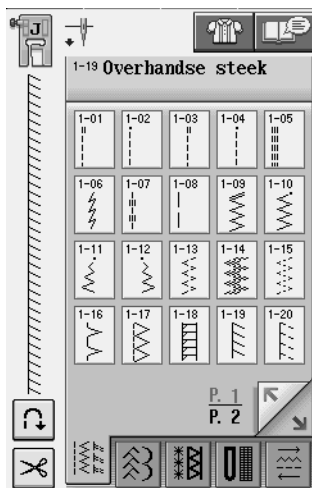 J
1-19 Overhandse steek
1-01 1-02 1-03 1-04 1-05
1-06 1-07 1-08 1-09 1-10
1-11 1-12 1-13 1-14 1-15
1-16 1-17 1-18 1-19 1-20
P. 1
P. 2